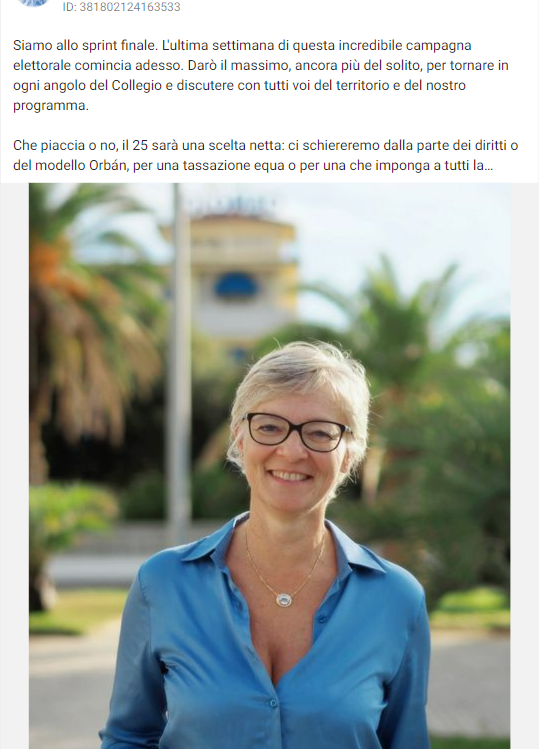 ID: 381802124163533
Siamo allo sprint finale. L'ultima settimana di questa incredibile campagna
elettorale comincia adesso. Darò il massimo, ancora più del solito, per tornare in
ogni angolo del Collegio e discutere con tutti voi del territorio e del nostro
programma.
Che piaccia o no, il 25 sarà una scelta netta: ci schiereremo dalla parte dei diritti o
del modello Orbán, per una tassazione equa o per una che imponga a tutti la...